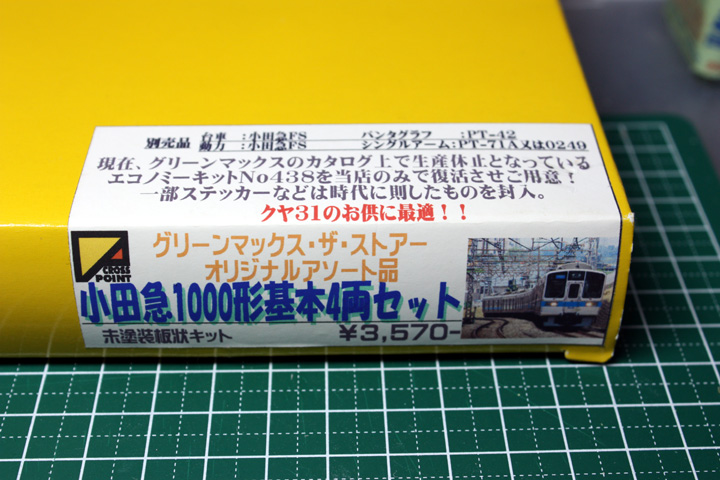 別売品 台車 :小田急FS パンタグラフ :PT-42
動力 :小田急FS シングルアーム:PT-71A又は0249
現在、グリーンマックスのカタログ上で生産休止となっている
エコノミーキットNo438を当店のみで復活させご用意!
一部ステッカーなどは時代に則したものを封入。
クヤ31のお供に最適!!
CROSS
POINT
グリーンマックス・ザ・ストアー
オリジナルアソート品
小田急1000形基本4両セット
未塗装板状キット ¥3,570-